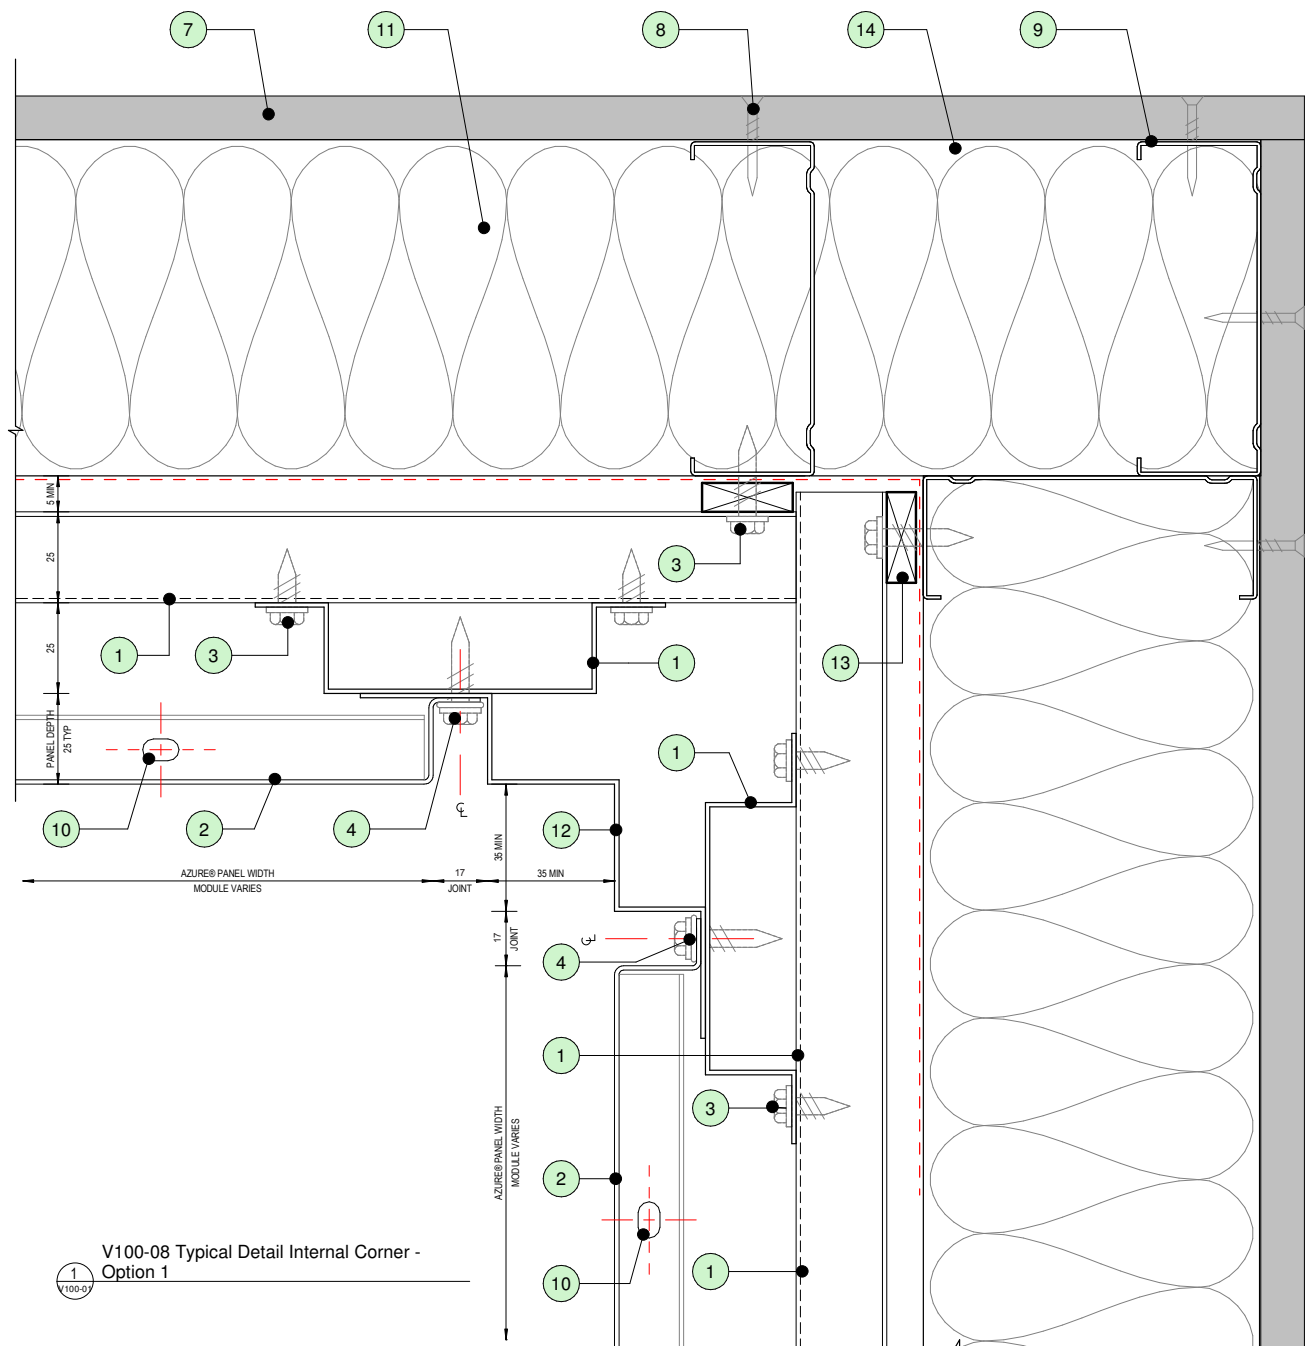 7
11
8
14
9
5 MIN
25
3
1
3
1
13
25
PANEL DEPTH
25 TYP
1
10
2
4
12
35 MIN
AZURE® PANEL WIDTH
MODULE VARIES
17
JOINT
35 MIN
17
JOINT
4
1
3
AZURE® PANEL WIDTH
MODULE VARIES
2
10
1
V100-08 Typical Detail Internal Corner -
Option 1
1
V100-01